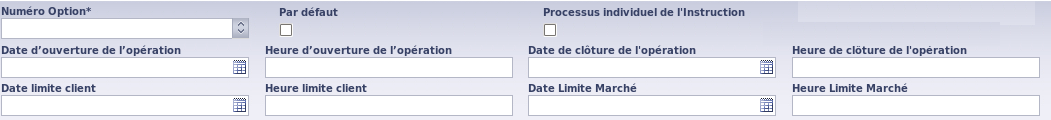 Numéro Option* Par défaut Processus individuel de l'Instruction
Date d’ouverture de l’opération Heure d’ouverture de l’opération Date de clôture de l'opération Heure de clôture de l'opération
Date limite client Heure limite client Date Limite Marché Heure Limite Marché